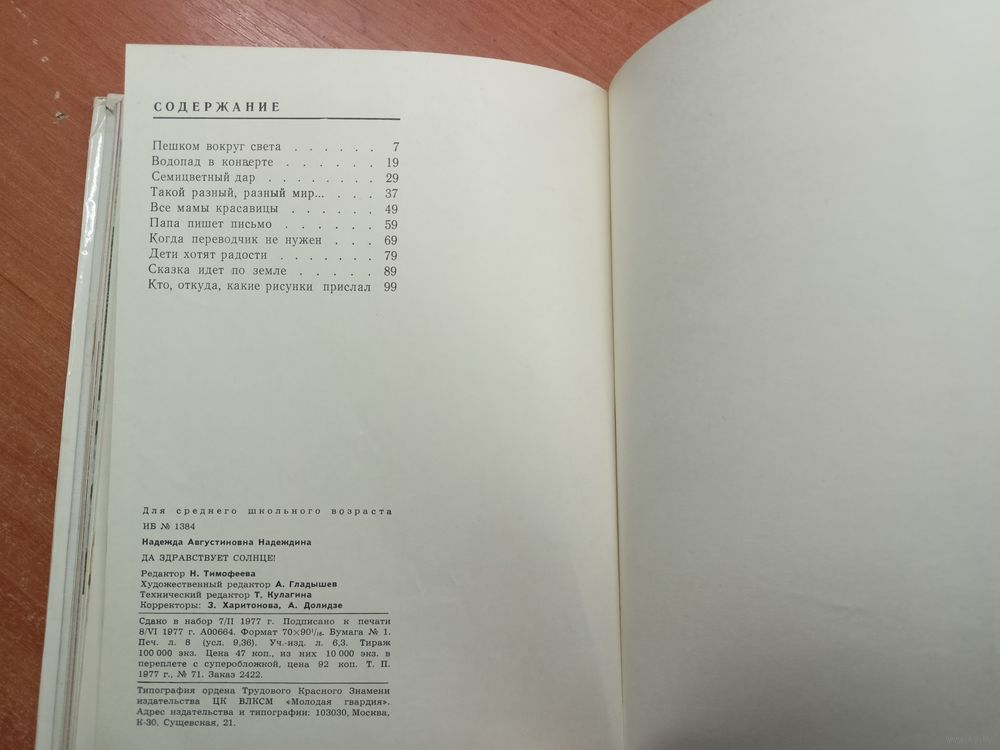 СОДЕРЖАНИЕ
Пешком вокруг света . . . . . . 7
Водопад в концерте . . . . . . 19
Семицветный дар . . . . . . . . 29
Такой разный, разный мир... . . . 37
Все мамы красавицы . . . . . . 49
Папа пишет письмо . . . . . . 59
Когда переводчик не нужен . . . 69
Дети хотят радости . . . . . . . 79
Сказка идет по земле . . . . . 89
Кто, откуда, какие рисунки прислал 99
Для среднего школьного возраста
ИБ № 1384
Надежда Августиновна Надеждина
ДА ЗДРАВСТВУЕТ СОЛНЦЕ!
Редактор Н. Тимофеева
Художественный редактор А. Гладышев
Технический редактор Т. Кулагина
Корректоры: З. Харитонова, А. Долидзе
Сдано в набор 7/II 1977 г. Подписано к печати
8/VI 1977 г. А00664. Формат 70×90¹/₁₆. Бумага № 1.
Печ. л. 8 (усл. 9,36). Уч.-изд. л. 6,3. Тираж
100 000 экз. Цена 47 коп., из них 10 000 экз. в
переплете с суперобложкой, цена 92 коп. Т. П.
1977 г., № 71. Заказ 2422.
Типография ордена Трудового Красного Знамени
издательства ЦК ВЛКСМ «Молодая гвардия».
Адрес издательства и типографии: 103030, Москва,
К-30, Сущевская, 21.